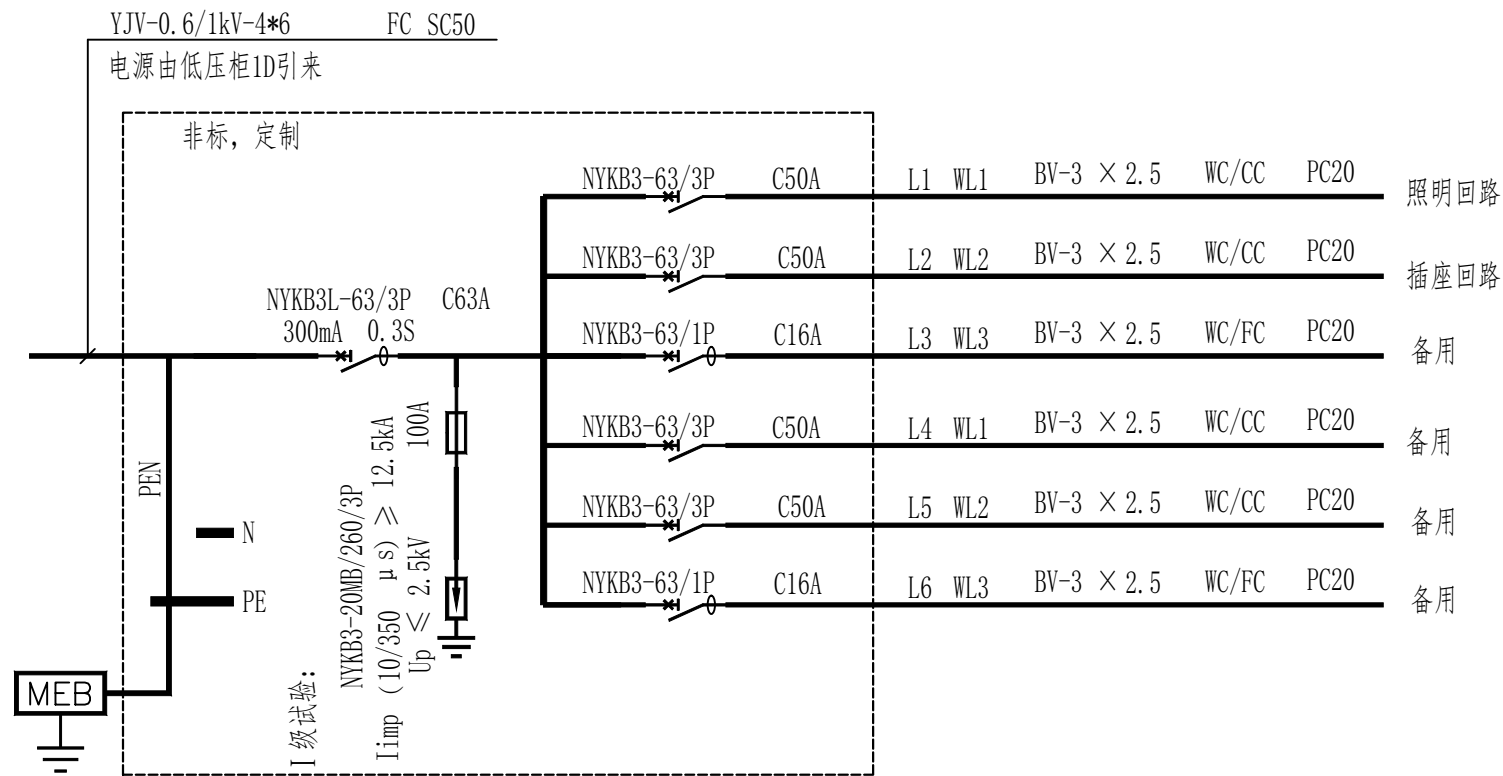 YJV-0.6/1kV-4*6 FC SC50
电源由低压柜1D引来
非标，定制
NYKB3-63/3P C50A L1 WL1 BV-3 × 2.5 WC/CC PC20 照明回路
NYKB3-63/3P C50A L2 WL2 BV-3 × 2.5 WC/CC PC20 插座回路
NYKB3L-63/3P C63A
300mA 0.3S
NYKB3-63/1P C16A L3 WL3 BV-3 × 2.5 WC/FC PC20 备用
NYKB3-63/3P C50A L4 WL1 BV-3 × 2.5 WC/CC PC20 备用
NYKB3-63/3P C50A L5 WL2 BV-3 × 2.5 WC/CC PC20 备用
NYKB3-63/1P C16A L6 WL3 BV-3 × 2.5 WC/FC PC20 备用
PEN
N
PE
MEB
I级试验:
NYKB3-20MB/260/3P
Iimp (10/350 μs) ≥ 12.5kA
Up ≤ 2.5kV
100A